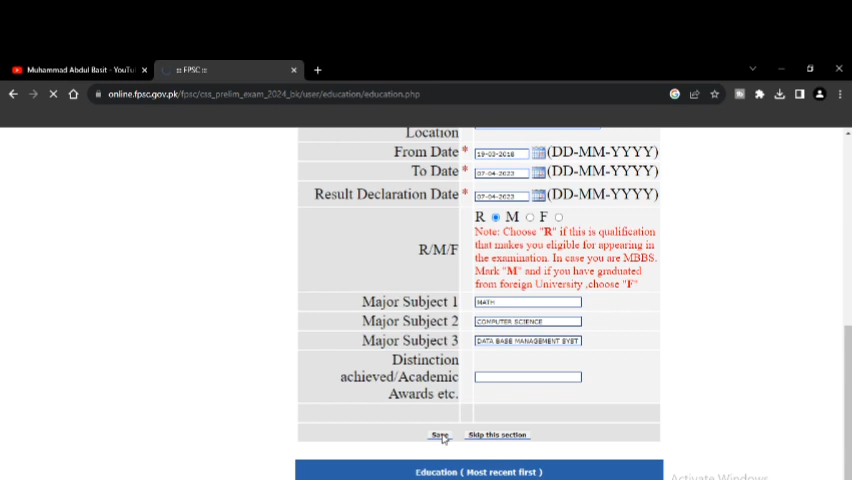 Muhammad Abdul Basit - YouTu
::: FPSC :::
online.fpsc.gov.pk/fpsc/css_prelim_exam_2024_bk/user/education/education.php
Location
From Date * 19-03-2018 (DD-MM-YYYY)
To Date * 07-04-2023 (DD-MM-YYYY)
Result Declaration Date * 07-04-2023 (DD-MM-YYYY)
R M F
R/M/F
Note: Choose "R" if this is qualification
that makes you eligible for appearing in
the examination. In case you are MBBS.
Mark "M" and if you have graduated
from foreign University ,choose "F"
Major Subject 1 MATH
Major Subject 2 COMPUTER SCIENCE
Major Subject 3 DATA BASE MANAGEMENT SYST
Distinction
achieved/Academic
Awards etc.
Save Skip this section
Education ( Most recent first )
Activate Windows